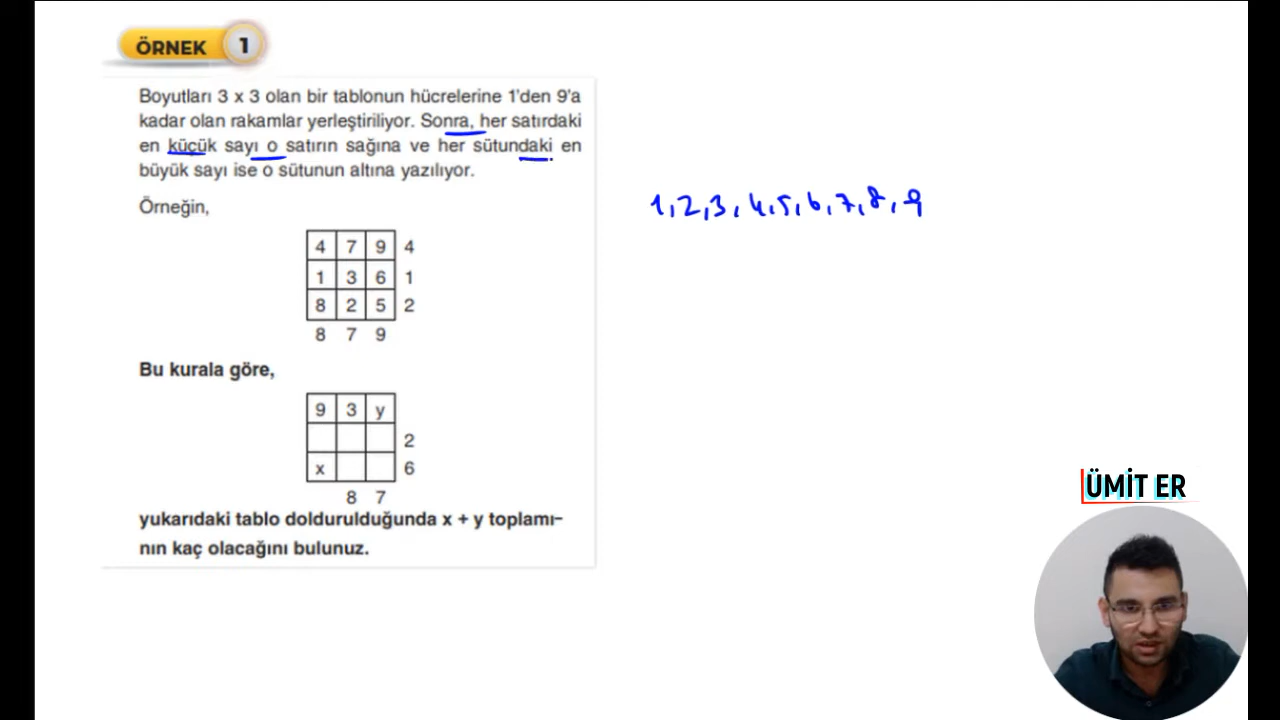 ÖRNEK 1
Boyutları 3 x 3 olan bir tablonun hücrelerine 1'den 9'a
kadar olan rakamlar yerleştiriliyor. Sonra, her satırdaki
en küçük sayı o satırın sağına ve her sütundaki en
büyük sayı ise o sütunun altına yazılıyor.
Örneğin,
4 7 9 4
1 3 6 1
8 2 5 2
8 7 9
Bu kurala göre,
9 3 y
2
x 6
8 7
yukarıdaki tablo doldurulduğunda x + y toplamı-
nın kaç olacağını bulunuz.
1, 2, 3, 4, 5, 6, 7, 8, 9
ÜMİT ER